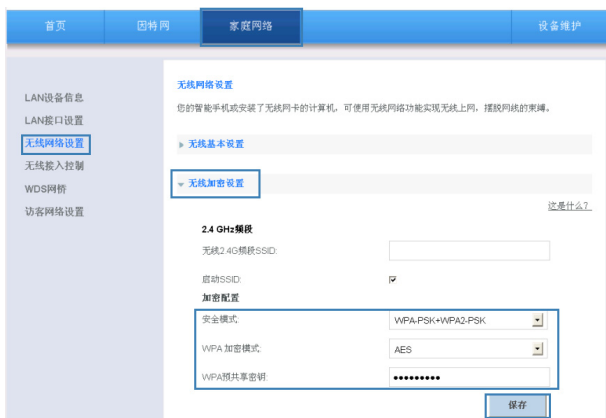 首页 因特网 家庭网络 设备维护
LAN设备信息
LAN接口设置
无线网络设置
无线接入控制
WDS网桥
访客网络设置
无线网络设置
您的智能手机或安装了无线网卡的计算机，可使用无线网络功能实现无线上网，摆脱网线的束缚。
无线基本设置
无线加密设置
这是什么？
2.4 GHz频段
无线2.4G频段SSID:
启动SSID:
加密配置
安全模式: WPA-PSK+WPA2-PSK
WPA 加密模式: AES
WPA预共享密钥: •••••••••
保存